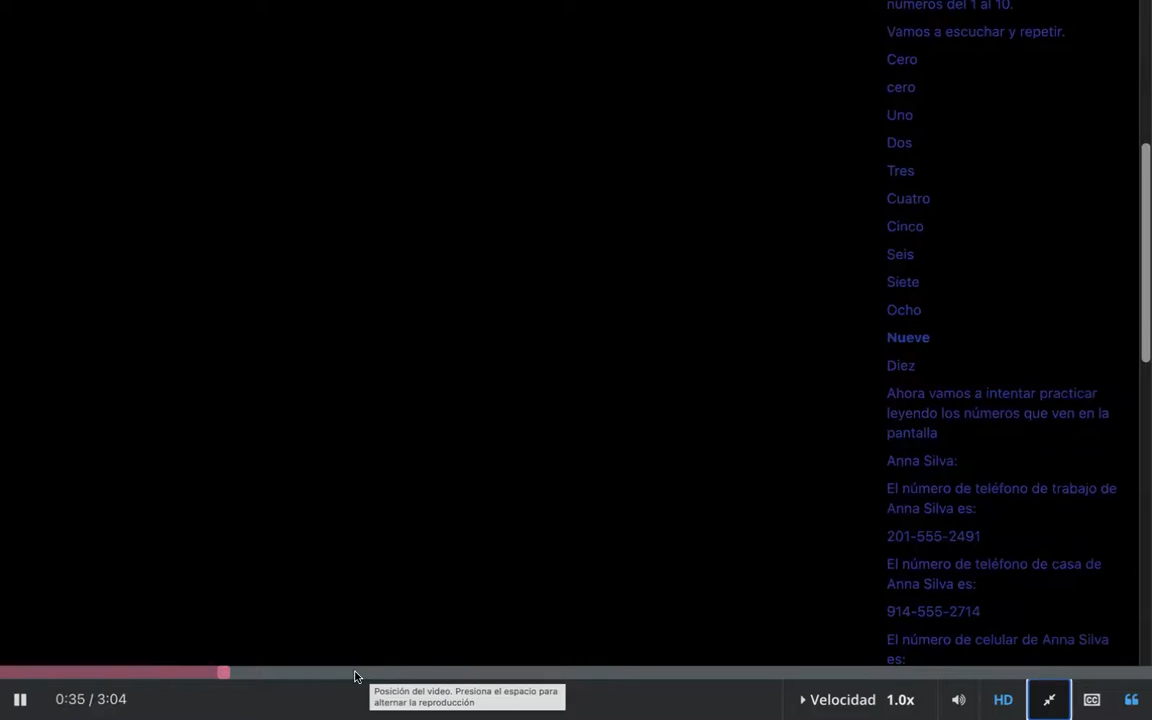 números del 1 al 10.
Vamos a escuchar y repetir.
Cero
cero
Uno
Dos
Tres
Cuatro
Cinco
Seis
Siete
Ocho
Nueve
Diez
Ahora vamos a intentar practicar
leyendo los números que ven en la
pantalla
Anna Silva:
El número de teléfono de trabajo de
Anna Silva es:
201-555-2491
El número de teléfono de casa de
Anna Silva es:
914-555-2714
El número de celular de Anna Silva
es:
Posición del video. Presiona el espacio para
alternar la reproducción
0:35 / 3:04
Velocidad 1.0x
HD
CC